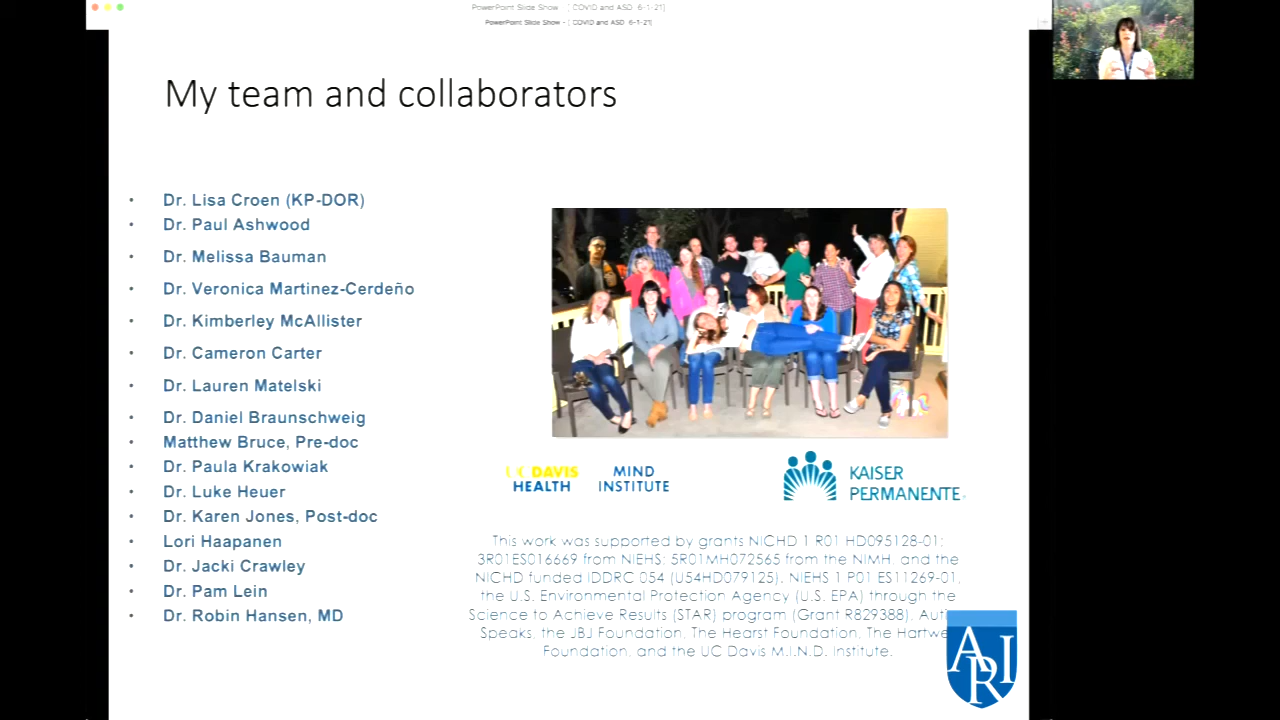 PowerPoint Slide Show - [ COVID and ASD 6-1-21]
PowerPoint Slide Show - [ COVID and ASD 6-1-21]
My team and collaborators
• Dr. Lisa Croen (KP-DOR)
• Dr. Paul Ashwood
• Dr. Melissa Bauman
• Dr. Veronica Martinez-Cerdeño
• Dr. Kimberley McAllister
• Dr. Cameron Carter
• Dr. Lauren Matelski
• Dr. Daniel Braunschweig
• Matthew Bruce, Pre-doc
• Dr. Paula Krakowiak
• Dr. Luke Heuer
• Dr. Karen Jones, Post-doc
• Lori Haapanen
• Dr. Jacki Crawley
• Dr. Pam Lein
• Dr. Robin Hansen, MD
UC DAVIS
HEALTH
MIND
INSTITUTE
KAISER
PERMANENTE
This work was supported by grants NICHD 1 R01 HD095128-01;
3R01ES016669 from NIEHS; 5R01MH072565 from the NIMH, and the
NICHD funded IDDRC 054 (U54HD079125), NIEHS 1 P01 ES11269-01,
the U.S. Environmental Protection Agency (U.S. EPA) through the
Science to Achieve Results (STAR) program (Grant R829388), Auti
Speaks, the JBJ Foundation, The Hearst Foundation, The Hartwe
Foundation, and the UC Davis M.I.N.D. Institute.
ARI